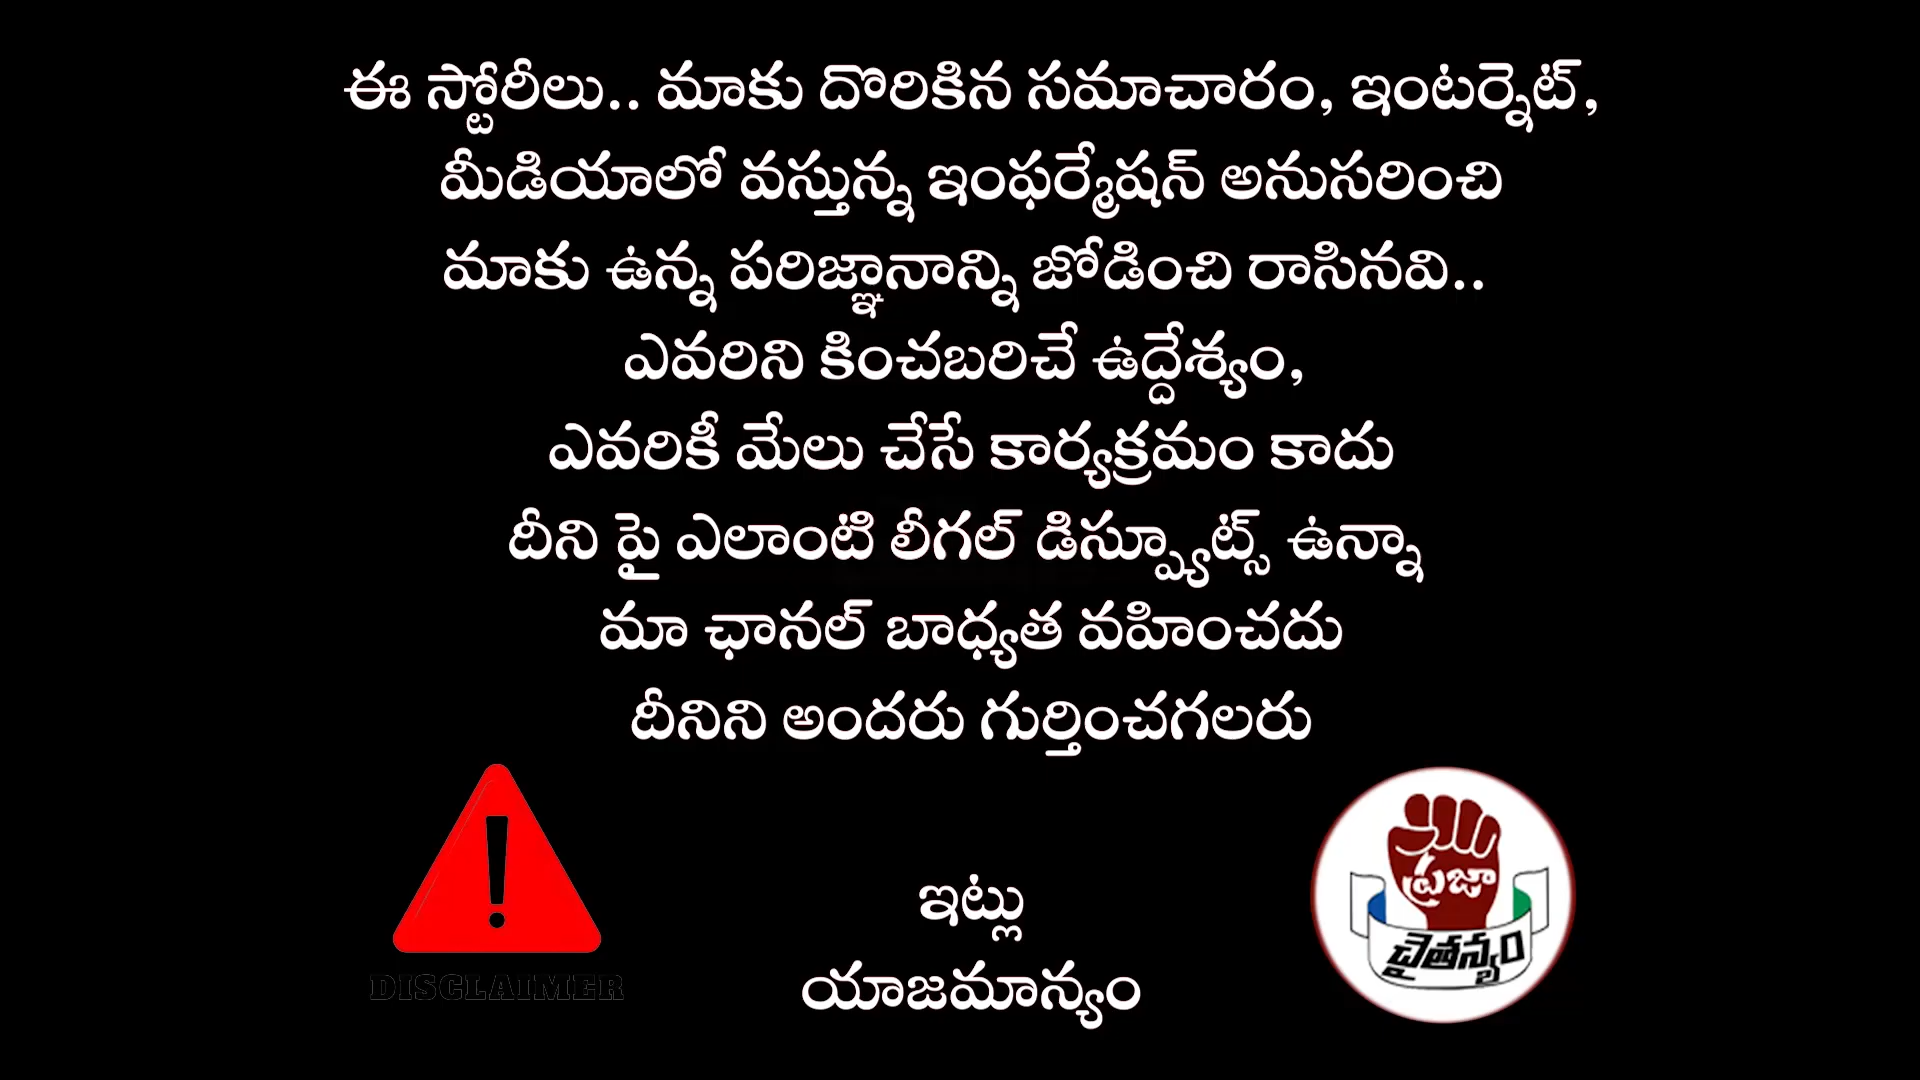 ఈ స్టోరీలు.. మాకు దొరికిన సమాచారం, ఇంటర్నెట్,
మీడియాలో వస్తున్న ఇంఫర్మేషన్ అనుసరించి
మాకు ఉన్న పరిజ్ఞానాన్ని జోడించి రాసినవి..
ఎవరిని కించబరిచే ఉద్దేశ్యం,
ఎవరికీ మేలు చేసే కార్యక్రమం కాదు
దీని పై ఎలాంటి లీగల్ డిస్ప్యూట్స్ ఉన్నా
మా ఛానల్ బాధ్యత వహించదు
దీనిని అందరు గుర్తించగలరు
DISCLAIMER
ఇట్లు
యాజమాన్యం
ప్రజా
చైతన్యం